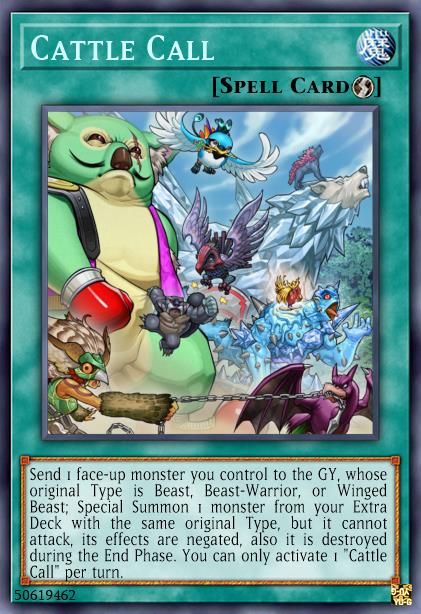 Cattle Call
[Spell Card]
Send 1 face-up monster you control to the GY, whose
original Type is Beast, Beast-Warrior, or Winged
Beast; Special Summon 1 monster from your Extra
Deck with the same original Type, but it cannot
attack, its effects are negated, also it is destroyed
during the End Phase. You can only activate 1 "Cattle
Call" per turn.
50619462